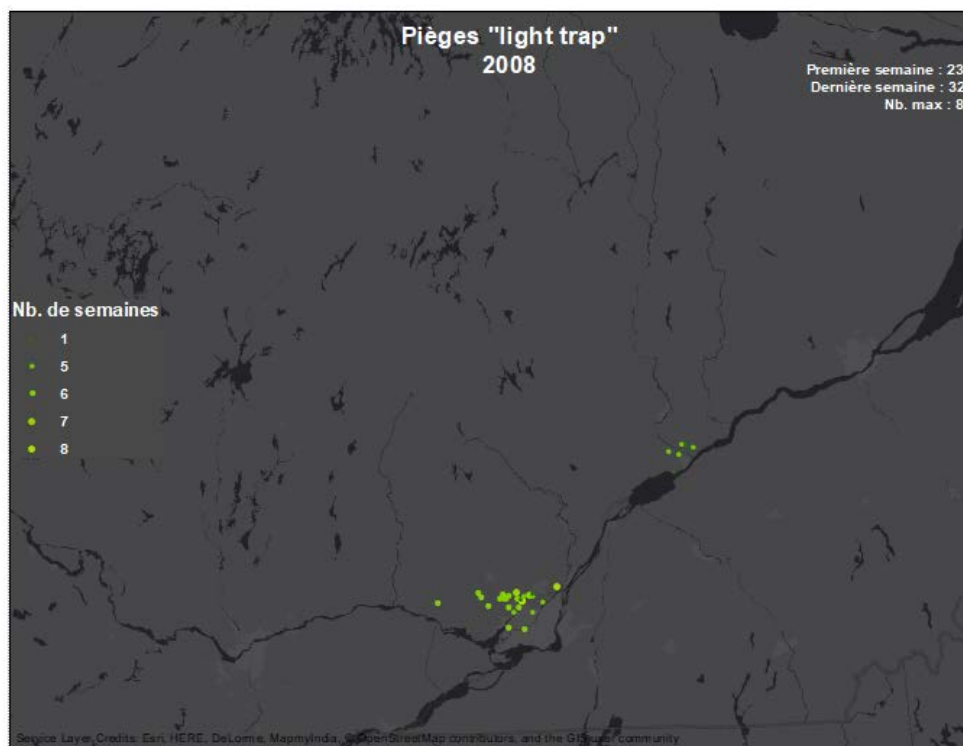 Pièges "light trap"
2008
Première semaine : 23
Dernière semaine : 32
Nb. max : 8
Nb. de semaines
1
5
6
7
8
Service Layer Credits: Esri, HERE, DeLorme, MapmyIndia, © OpenStreetMap contributors, and the GIS user community